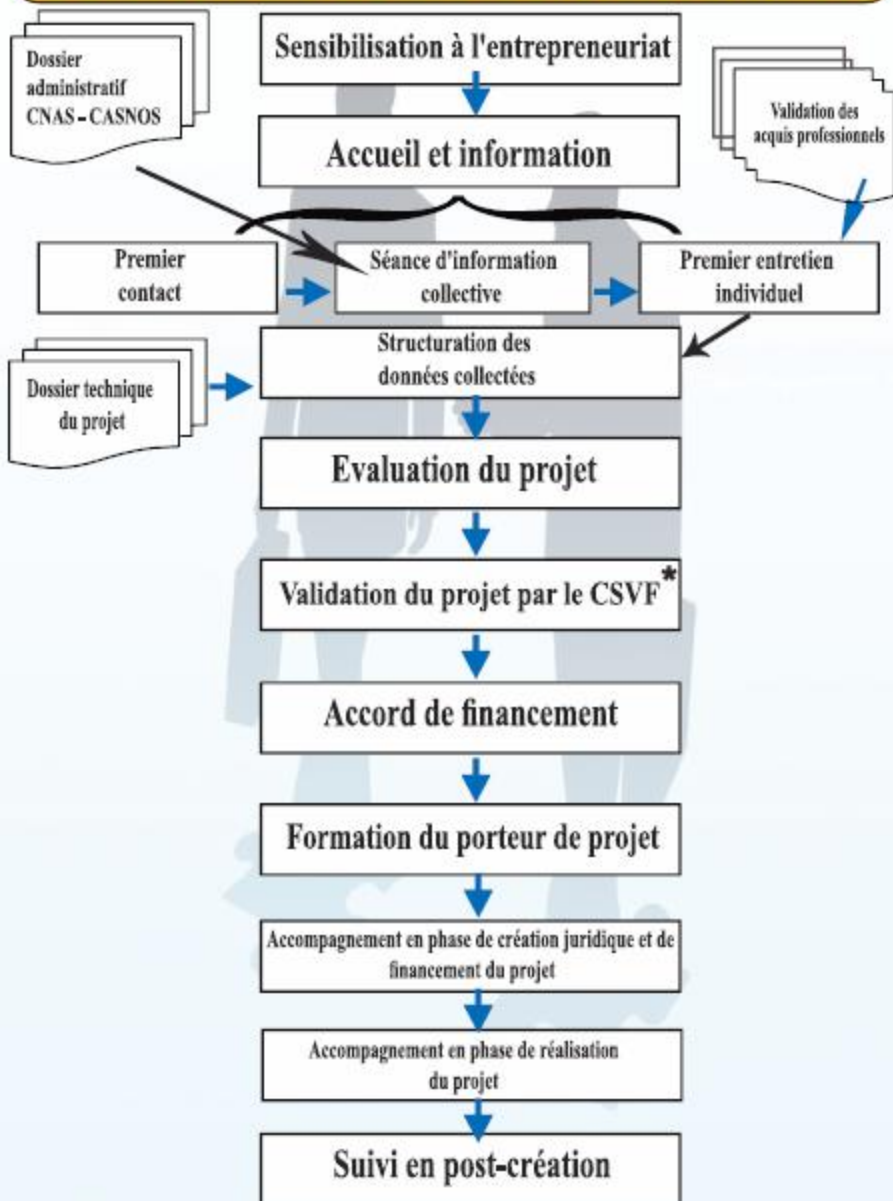 Sensibilisation à l'entrepreneuriat
Dossier
administratif
CNAS - CASNOS
Validation des
acquis professionnels
Accueil et information
Premier
contact
Séance d'information
collective
Premier entretien
individuel
Structuration des
données collectées
Dossier technique
du projet
Evaluation du projet
Validation du projet par le CSVF*
Accord de financement
Formation du porteur de projet
Accompagnement en phase de création juridique et de
financement du projet
Accompagnement en phase de réalisation
du projet
Suivi en post-création